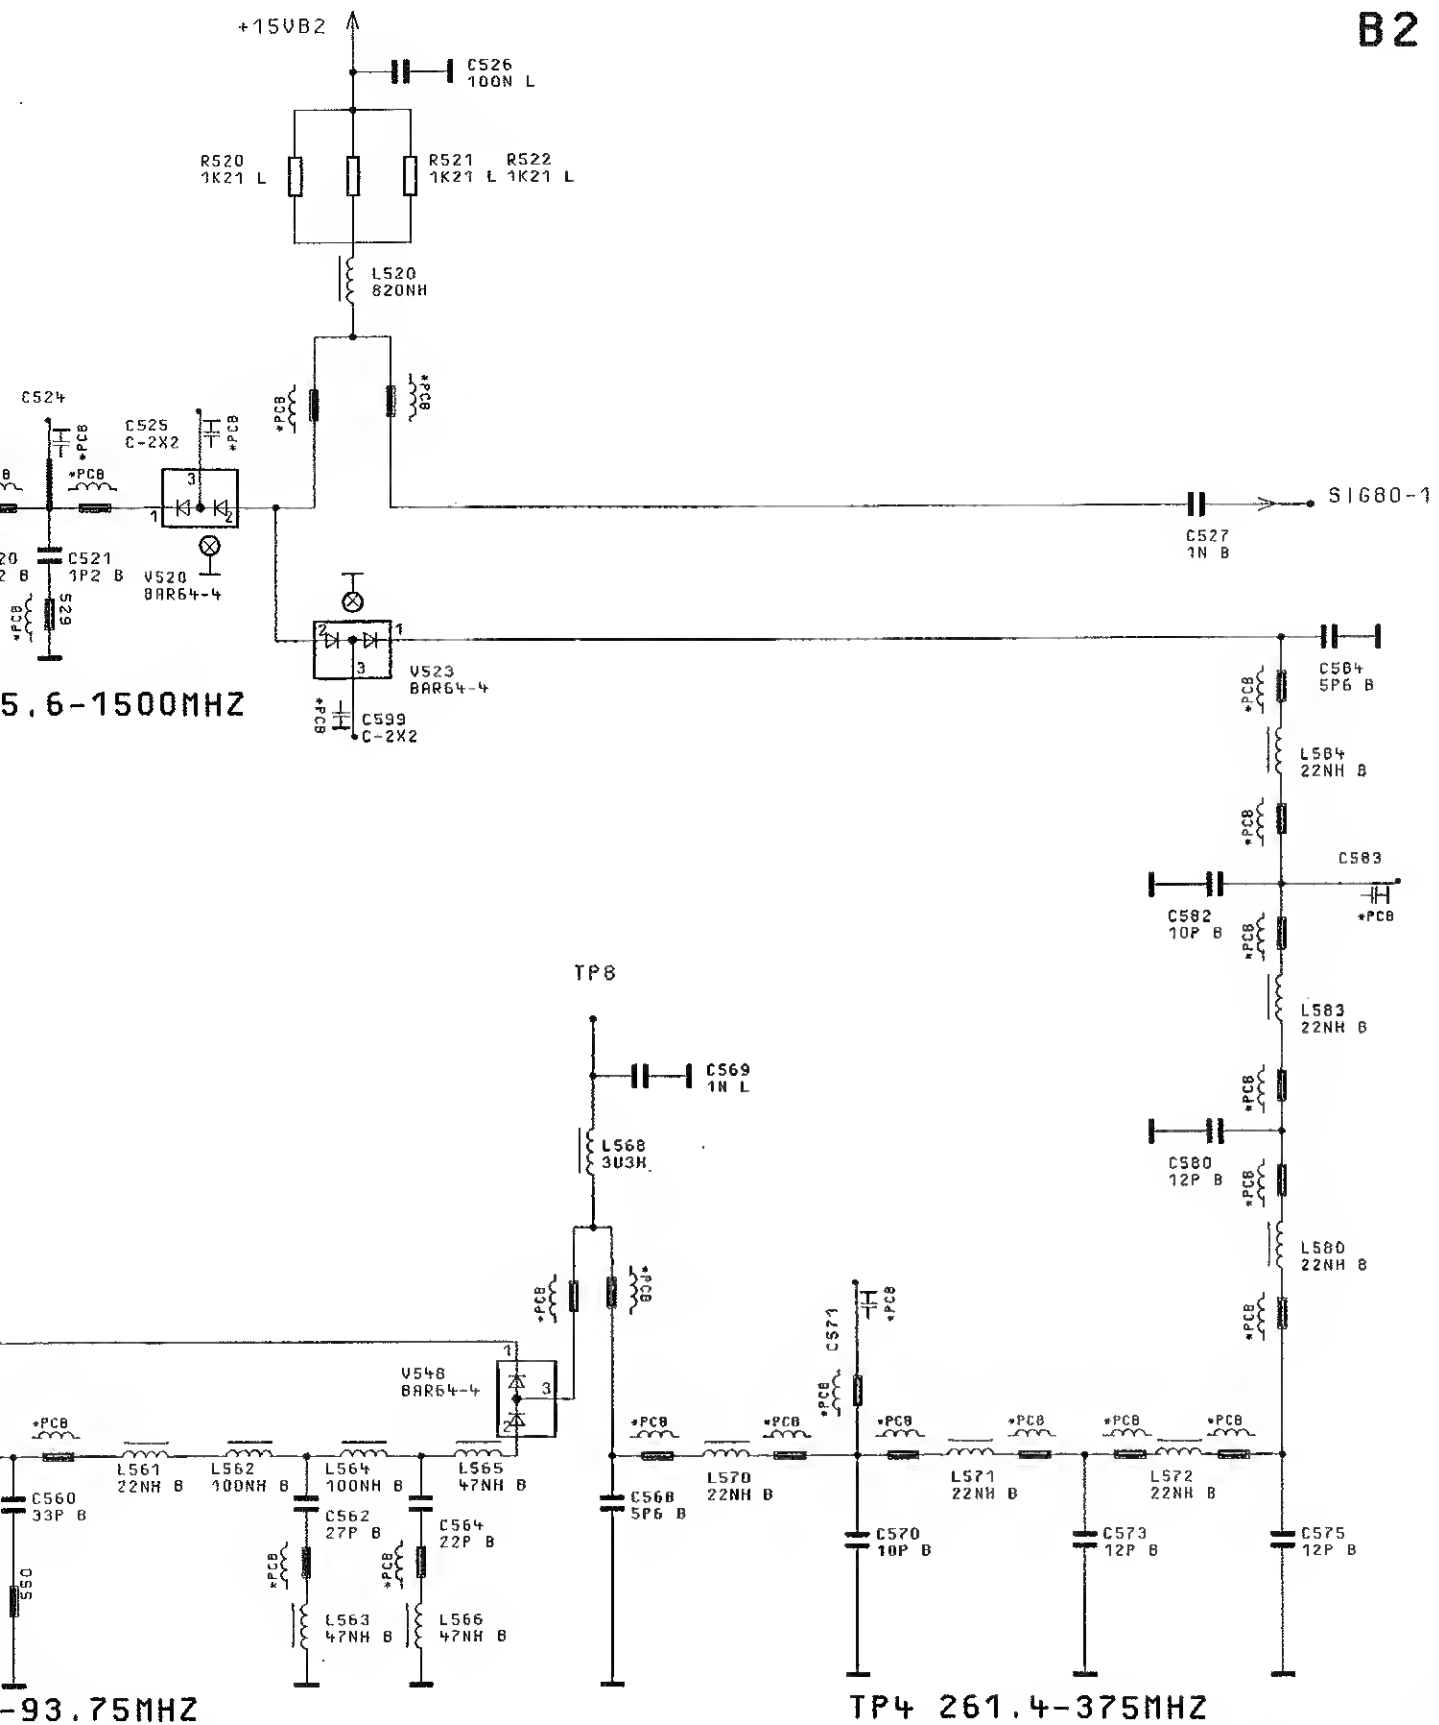 B2
+15VB2
C526
100N L
R520
1K21 L
R521
1K21 L
R522
1K21 L
L520
820NH
*PCB
*PCB
C524
*PCB
C525
C-2X2
*PCB
B
*PCB
3
1
2
SIG80-1
C527
1N B
20
2 B
C521
1P2 B
V520
BAR64-4
*PCB
529
2
1
3
V523
BAR64-4
C584
5P6 B
5.6-1500MHZ
*PCB
C599
C-2X2
*PCB
L584
22NH B
*PCB
C583
*PCB
C582
10P B
*PCB
TP8
L583
22NH B
C569
1N L
*PCB
L568
3U3H
C580
12P B
*PCB
L580
22NH B
*PCB
*PCB
*PCB
C571
*PCB
1
V548
BAR64-4
3
2
*PCB
*PCB
L561
22NH B
L562
100NH B
L564
100NH B
L565
47NH B
*PCB
L570
22NH B
*PCB
*PCB
L571
22NH B
*PCB
*PCB
L572
22NH B
*PCB
C560
33P B
C562
27P B
C564
22P B
C568
5P6 B
C570
10P B
C573
12P B
C575
12P B
550
*PCB
*PCB
L563
47NH B
L566
47NH B
-93.75MHZ
TP4 261.4-375MHZ